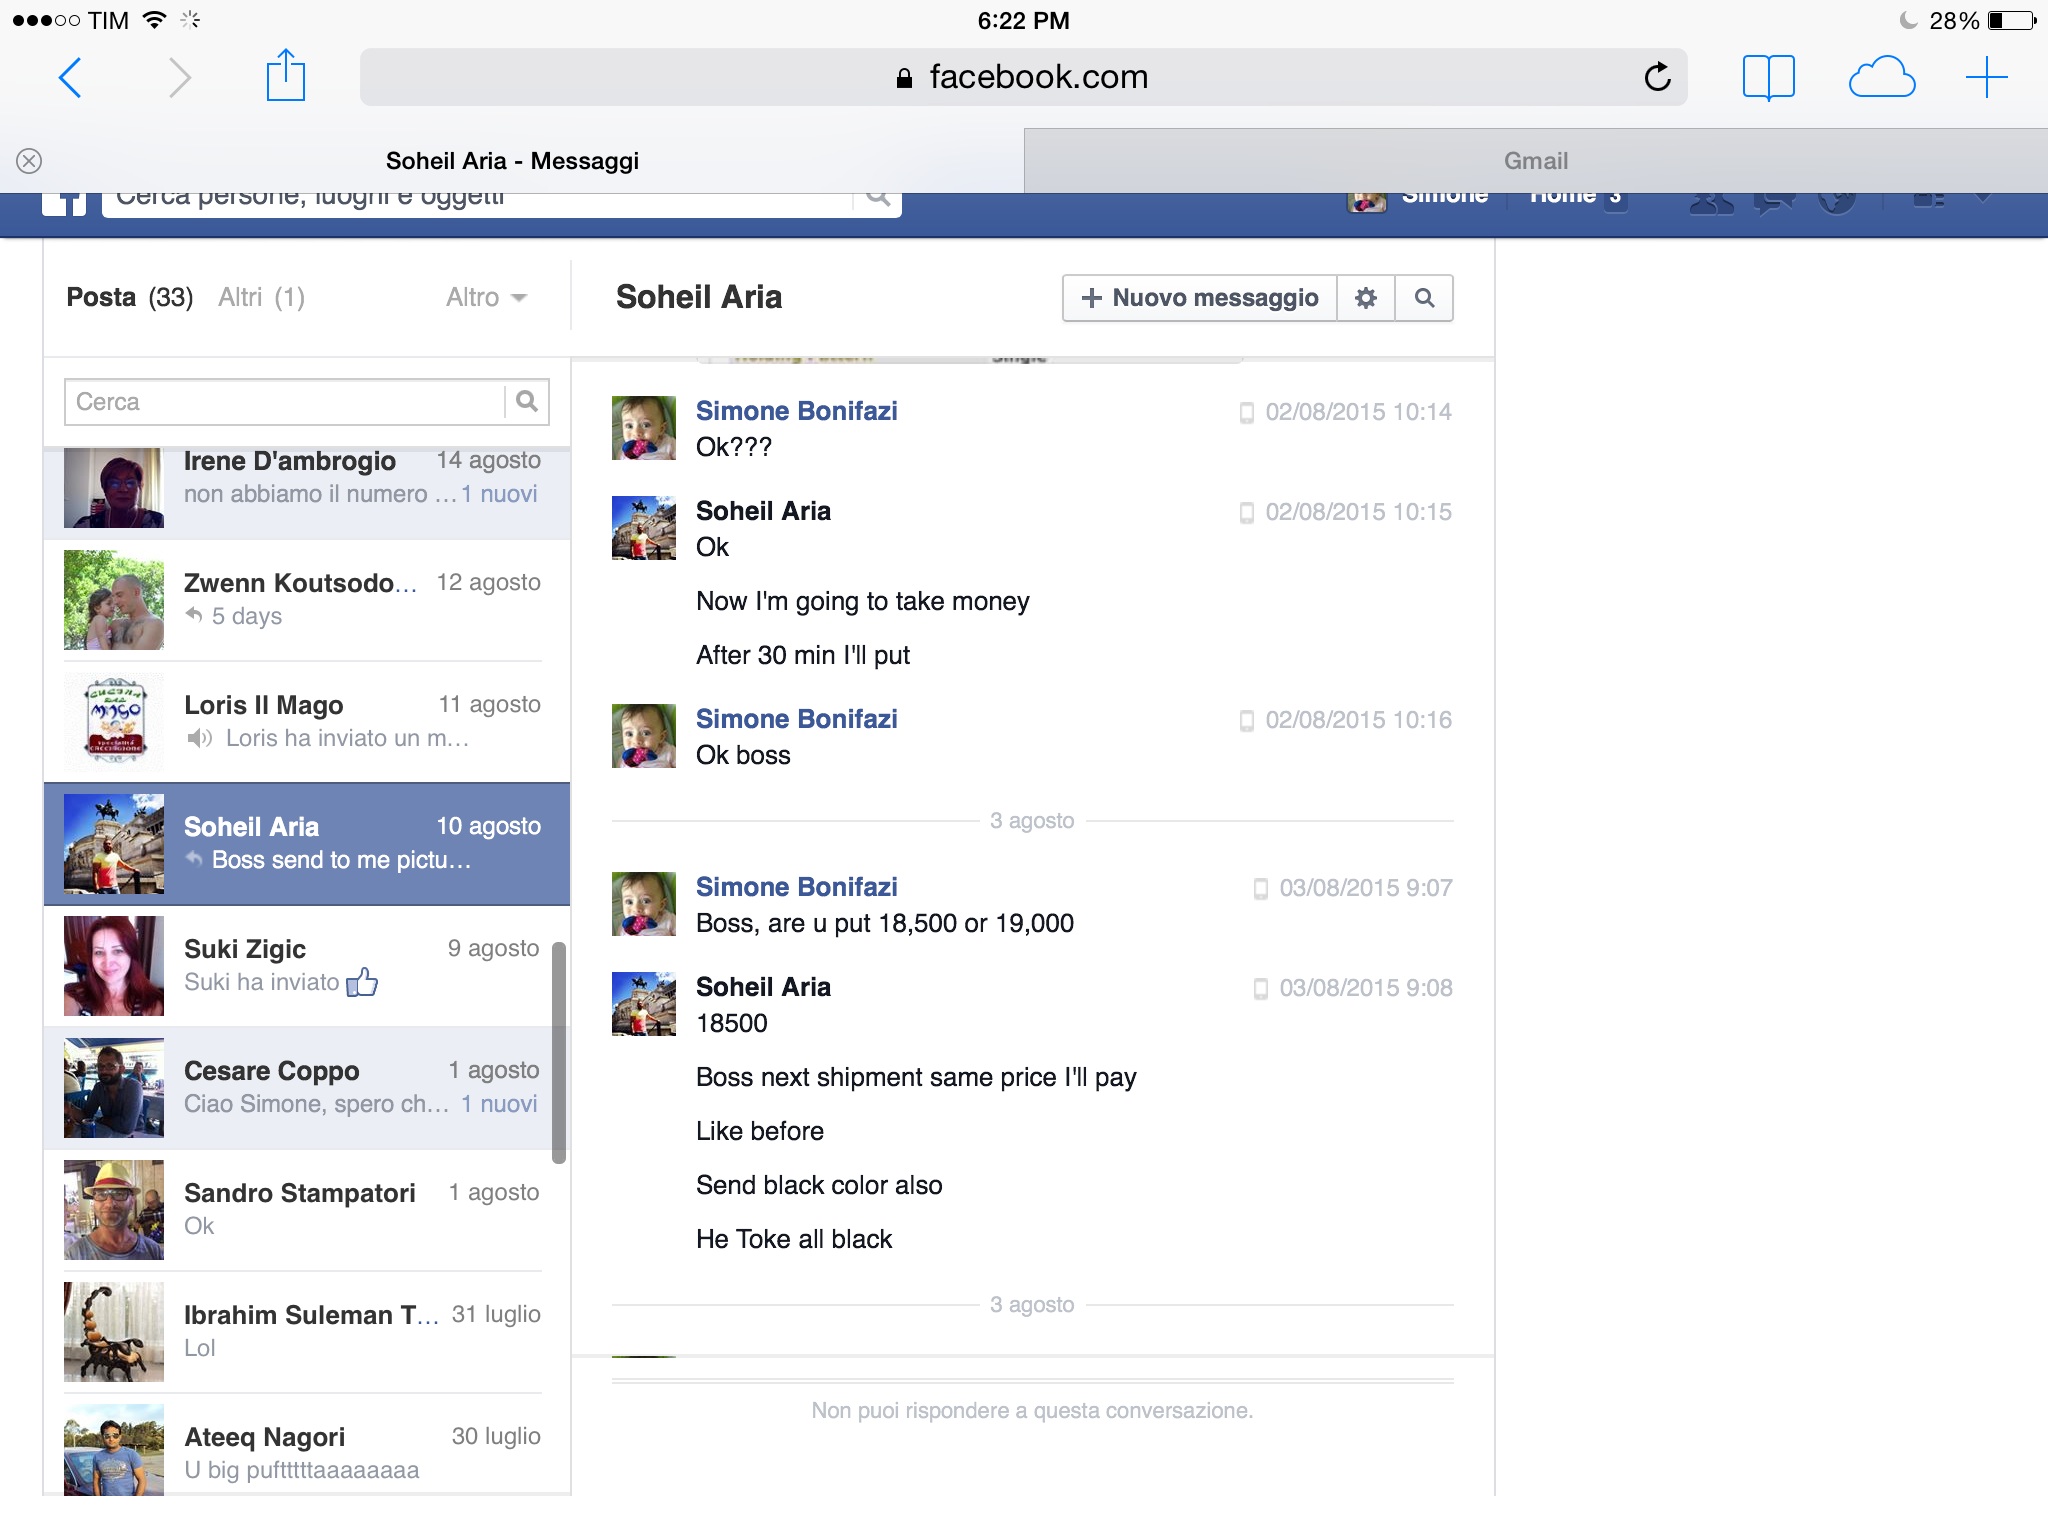 TIM
6:22 PM
28%
facebook.com
Soheil Aria - Messaggi
Gmail
Cerca persone, luoghi e oggetti
Simone
Home 3
Posta (33)
Altri (1)
Altro
Cerca
Irene D'ambrogio 14 agosto
non abbiamo il numero ... 1 nuovi
Zwenn Koutsodo... 12 agosto
5 days
Loris Il Mago 11 agosto
Loris ha inviato un m...
Soheil Aria 10 agosto
Boss send to me pictu...
Suki Zigic 9 agosto
Suki ha inviato
Cesare Coppo 1 agosto
Ciao Simone, spero ch... 1 nuovi
Sandro Stampatori 1 agosto
Ok
Ibrahim Suleman T... 31 luglio
Lol
Ateeq Nagori 30 luglio
U big puftttttaaaaaaaaa
Soheil Aria
+ Nuovo messaggio
Holding Pattern Single
Simone Bonifazi 02/08/2015 10:14
Ok???
Soheil Aria 02/08/2015 10:15
Ok
Now I'm going to take money
After 30 min I'll put
Simone Bonifazi 02/08/2015 10:16
Ok boss
3 agosto
Simone Bonifazi 03/08/2015 9:07
Boss, are u put 18,500 or 19,000
Soheil Aria 03/08/2015 9:08
18500
Boss next shipment same price I'll pay
Like before
Send black color also
He Toke all black
3 agosto
Non puoi rispondere a questa conversazione.